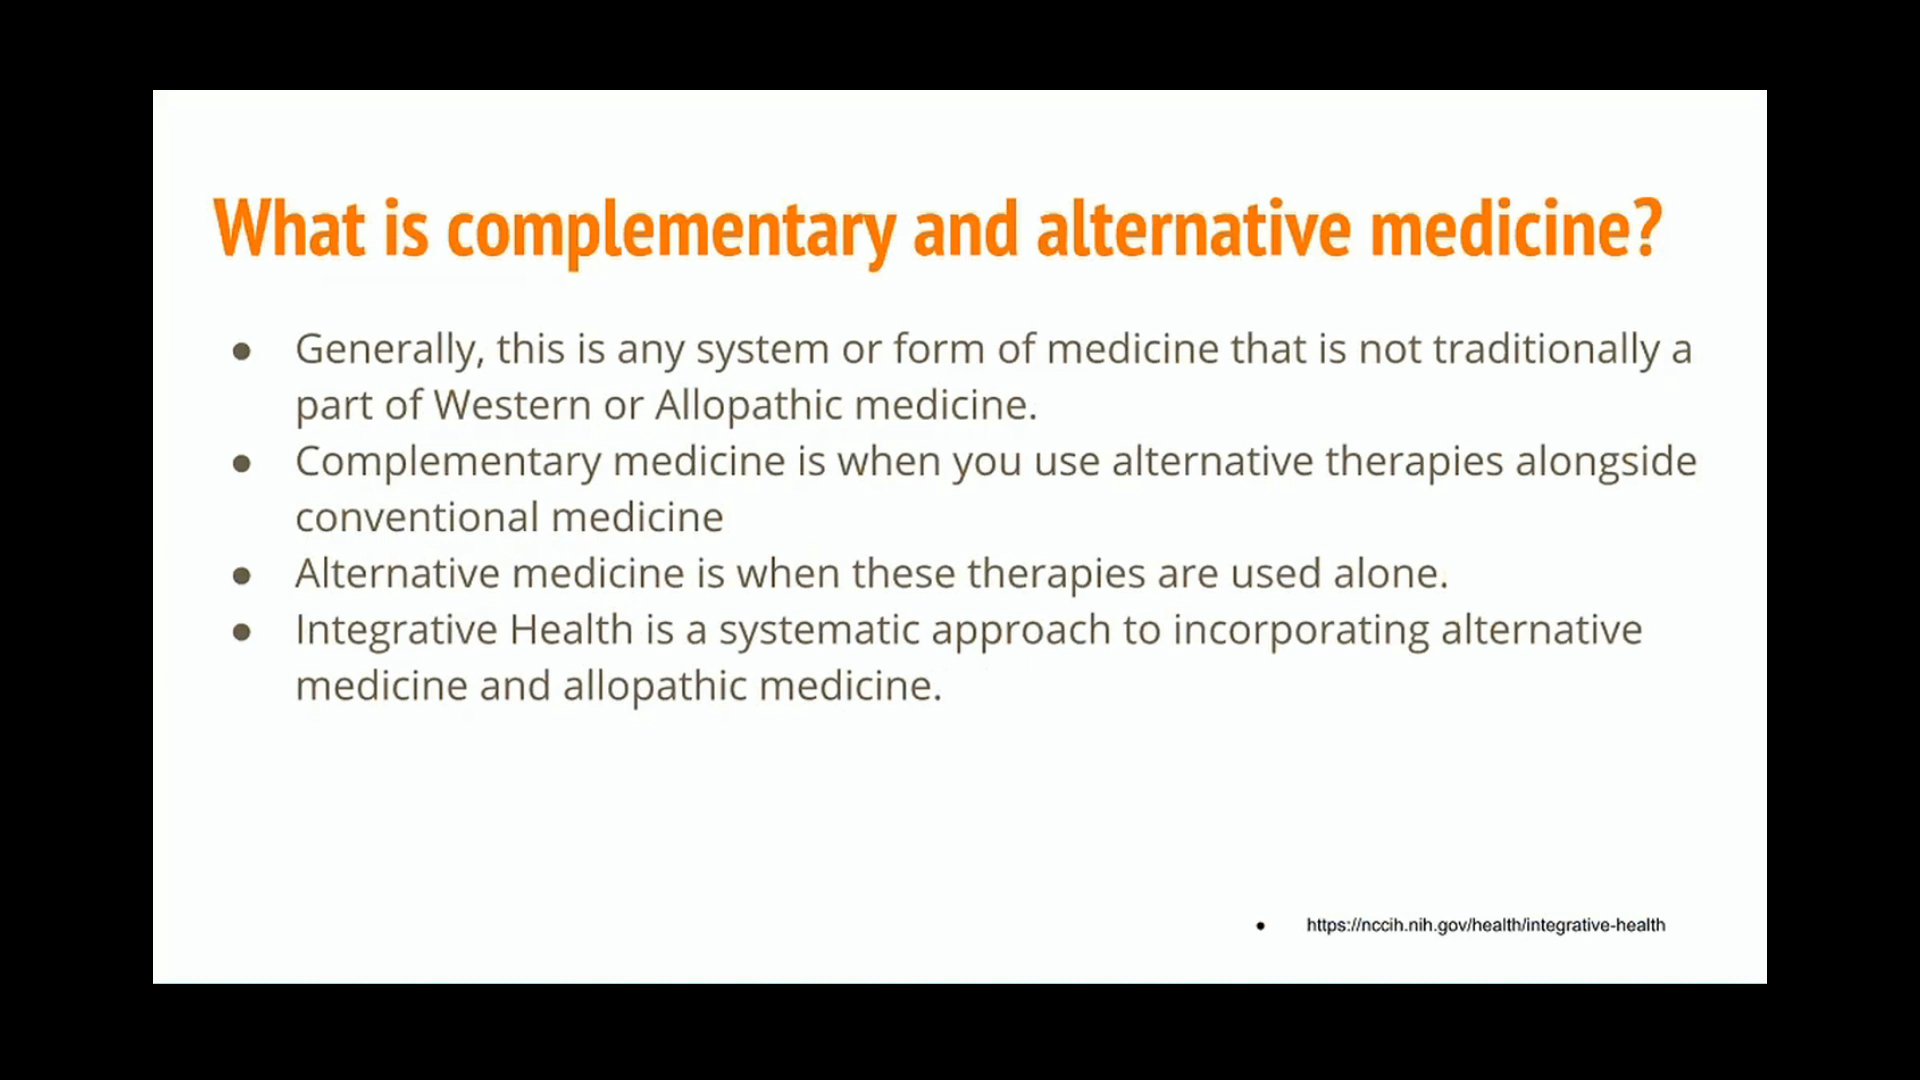 What is complementary and alternative medicine?
● Generally, this is any system or form of medicine that is not traditionally a
part of Western or Allopathic medicine.
● Complementary medicine is when you use alternative therapies alongside
conventional medicine
● Alternative medicine is when these therapies are used alone.
● Integrative Health is a systematic approach to incorporating alternative
medicine and allopathic medicine.
● https://nccih.nih.gov/health/integrative-health